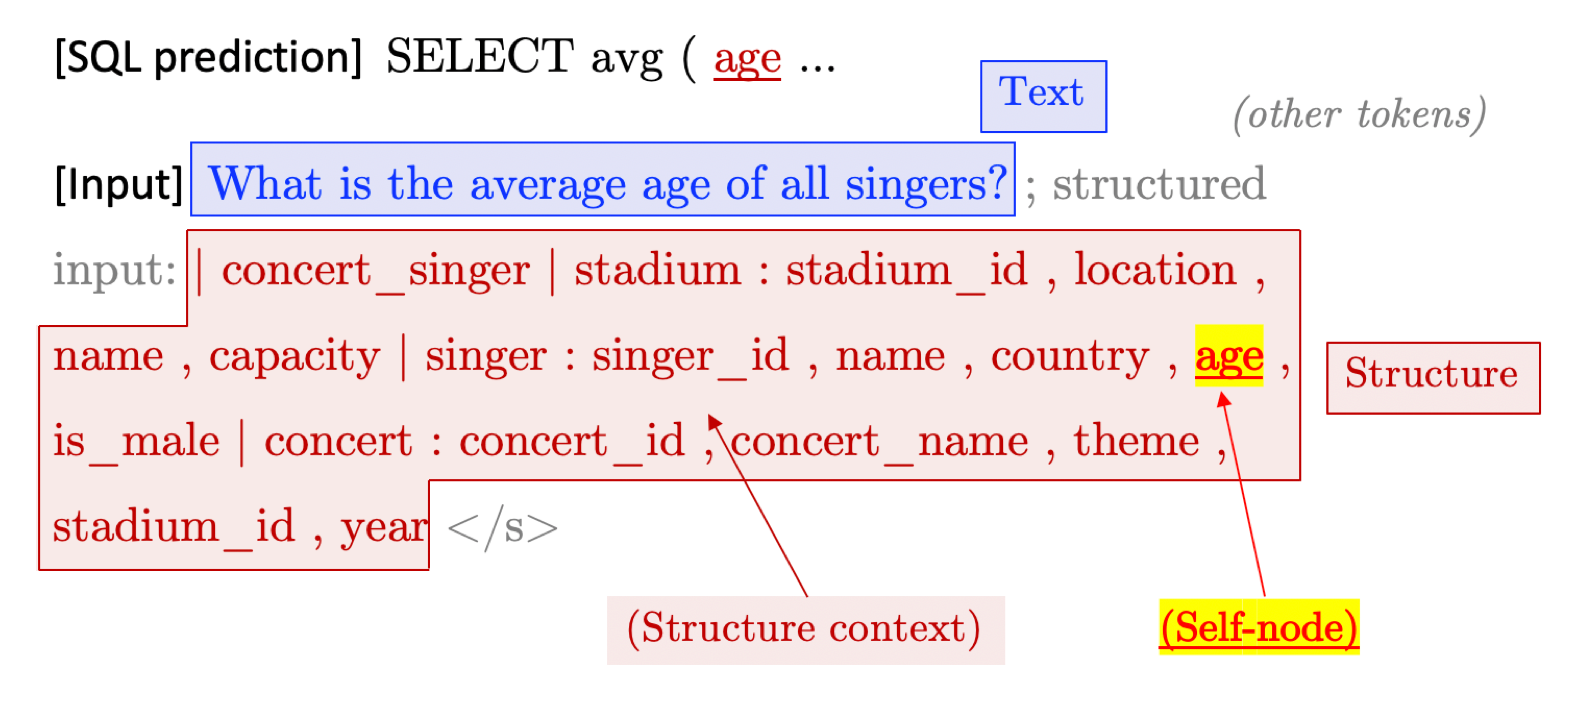 [SQL prediction] SELECT avg ( age ...
Text
(other tokens)
[Input] What is the average age of all singers? ; structured
input: | concert_singer | stadium : stadium_id , location ,
name , capacity | singer : singer_id , name , country , age ,
Structure
is_male | concert : concert_id , concert_name , theme ,
stadium_id , year </s>
(Structure context)
(Self-node)